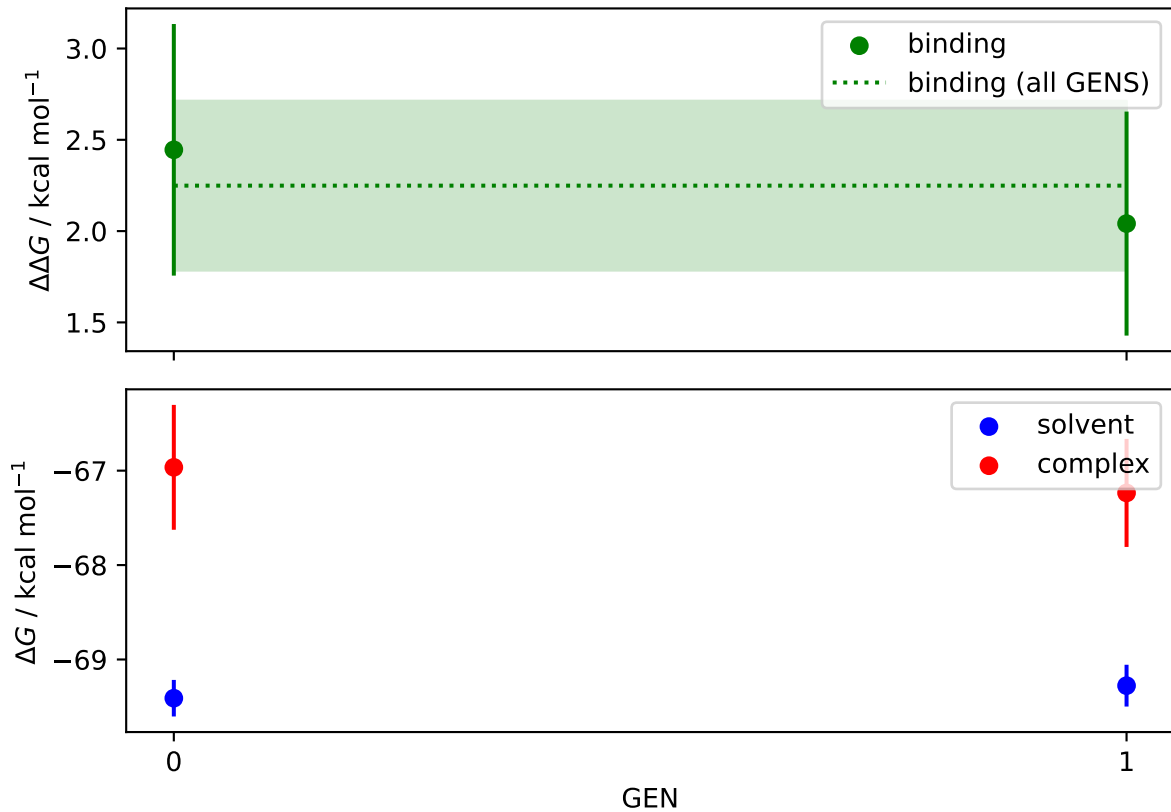 binding
binding (all GENS)
ΔΔG / kcal mol⁻¹
3.0
2.5
2.0
1.5
solvent
complex
ΔG / kcal mol⁻¹
−67
−68
−69
0
1
GEN